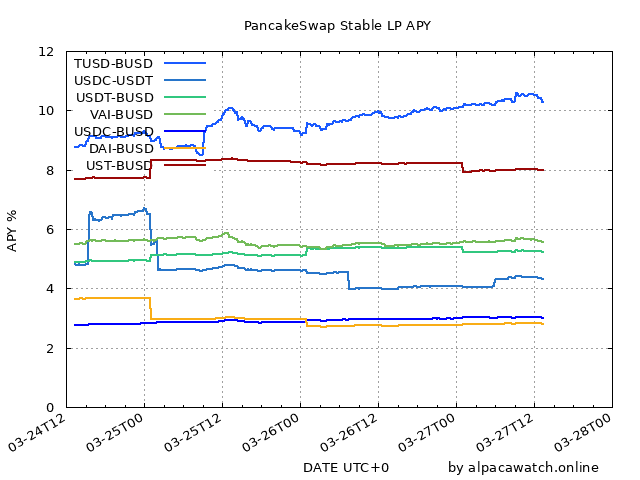 PancakeSwap Stable LP APY
12
10
8
6
4
2
0
APY %
TUSD-BUSD
USDC-USDT
USDT-BUSD
VAI-BUSD
USDC-BUSD
DAI-BUSD
UST-BUSD
03-24T12
03-25T00
03-25T12
03-26T00
03-26T12
03-27T00
03-27T12
03-28T00
DATE UTC+0
by alpacawatch.online